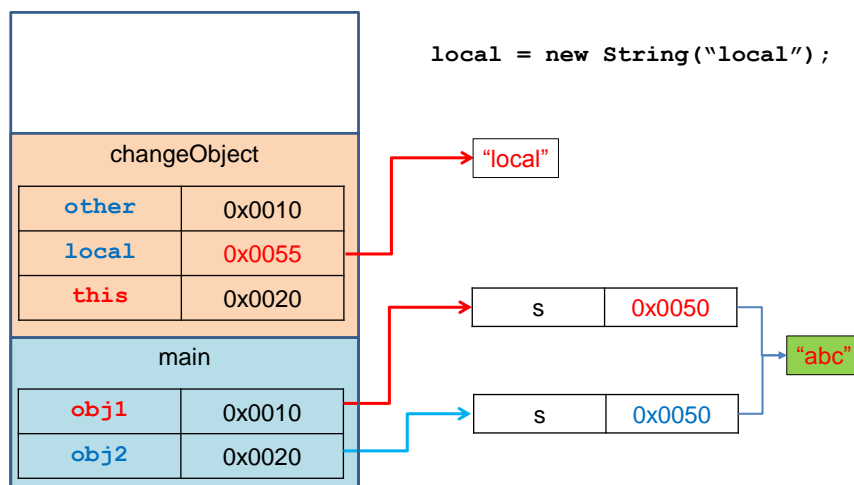 local = new String(“local”);
changeObject
other 0x0010
local 0x0055
this 0x0020
“local”
s 0x0050
“abc”
main
obj1 0x0010
obj2 0x0020
s 0x0050